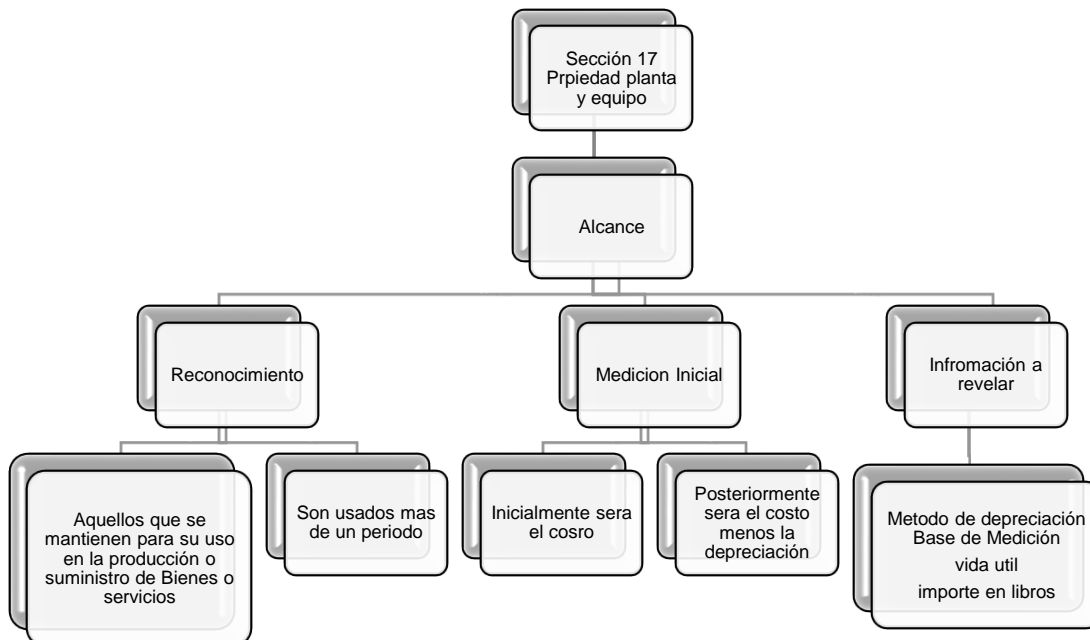 Sección 17
Prpiedad planta
y equipo
Alcance
Reconocimiento
Medicion Inicial
Infromación a
revelar
Aquellos que se
mantienen para su uso
en la producción o
suministro de Bienes o
servicios
Son usados mas
de un periodo
Inicialmente sera
el cosro
Posteriormente
sera el costo
menos la
depreciación
Metodo de depreciación
Base de Medición
vida util
importe en libros